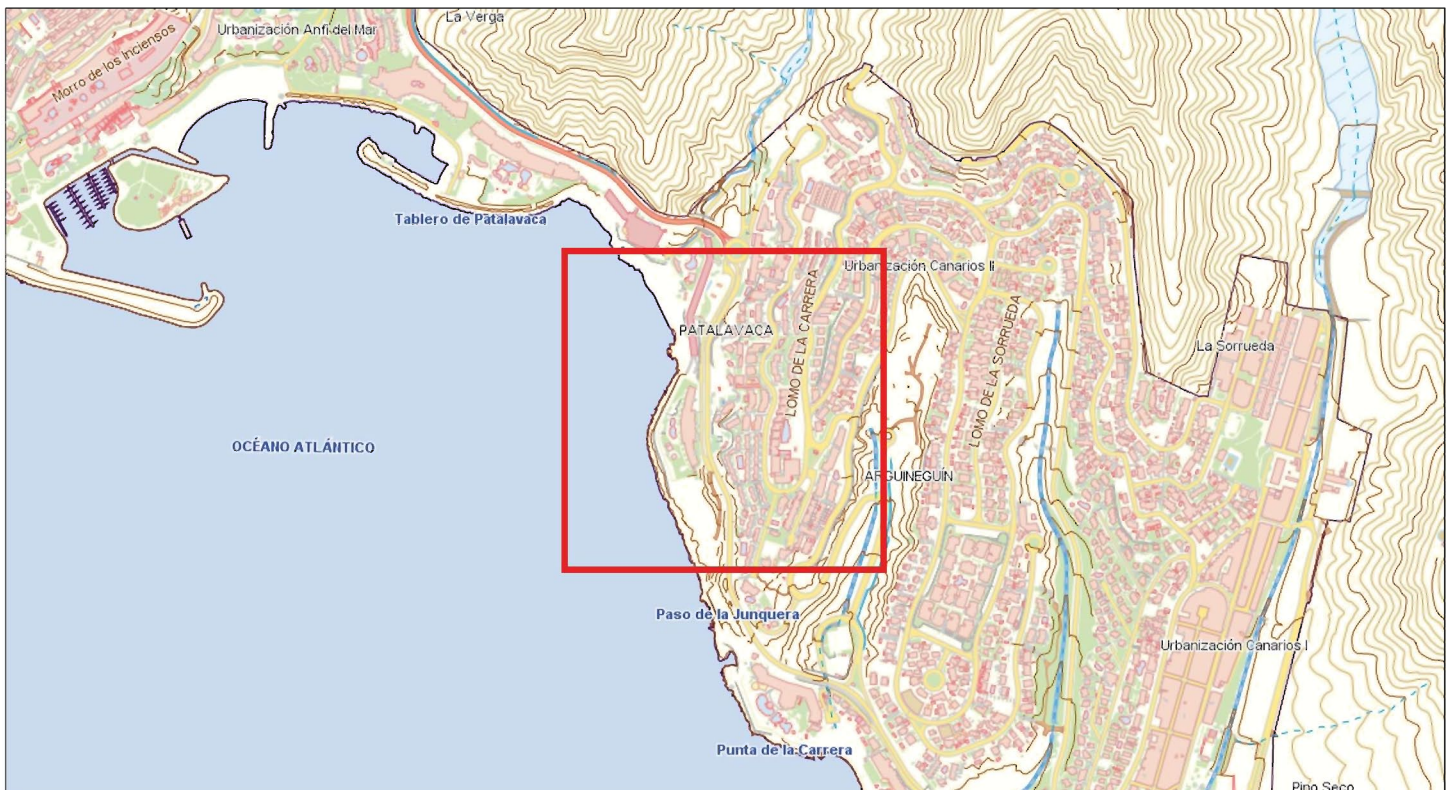 La Verga
Urbanización Anfi del Mar
Morro de los Inciensos
Tablero de Patalavaca
Urbanización Canarios II
LOMO DE LA CARRERA
LOMO DE LA SORRUEDA
PATALAVACA
La Sorrueda
OCÉANO ATLÁNTICO
ARGUINEGUÍN
Paso de la Junquera
Urbanización Canarios I
Punta de la Carrera
Pino Seco